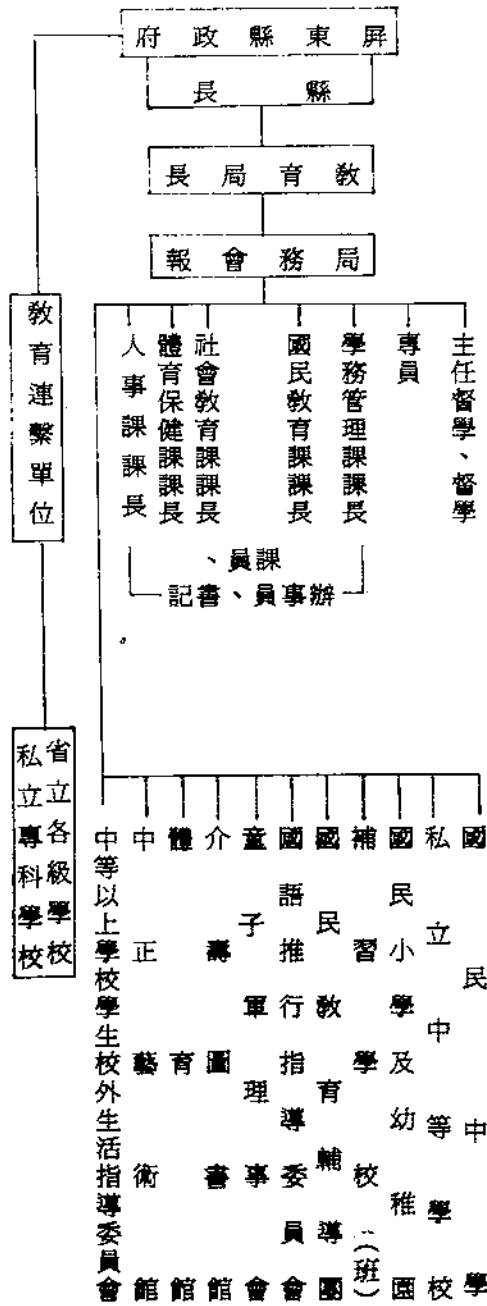 屏東縣政府
縣長
教育局長
局務會報
主任督學、督學
專員
學務管理課課長
國民教育課課長
社會教育課課長
體育保健課課長
人事課課長
課員、
辦事員、書記
教育連繫單位
省立各級學校
私立專科學校
國民中學
私立中等學校
國民小學及幼稚園
補習學校(班)
國民教育輔導團
國語推行指導委員會
童子軍理事會
介壽圖書館
體育館
中正藝術館
中等以上學校學生校外生活指導委員會